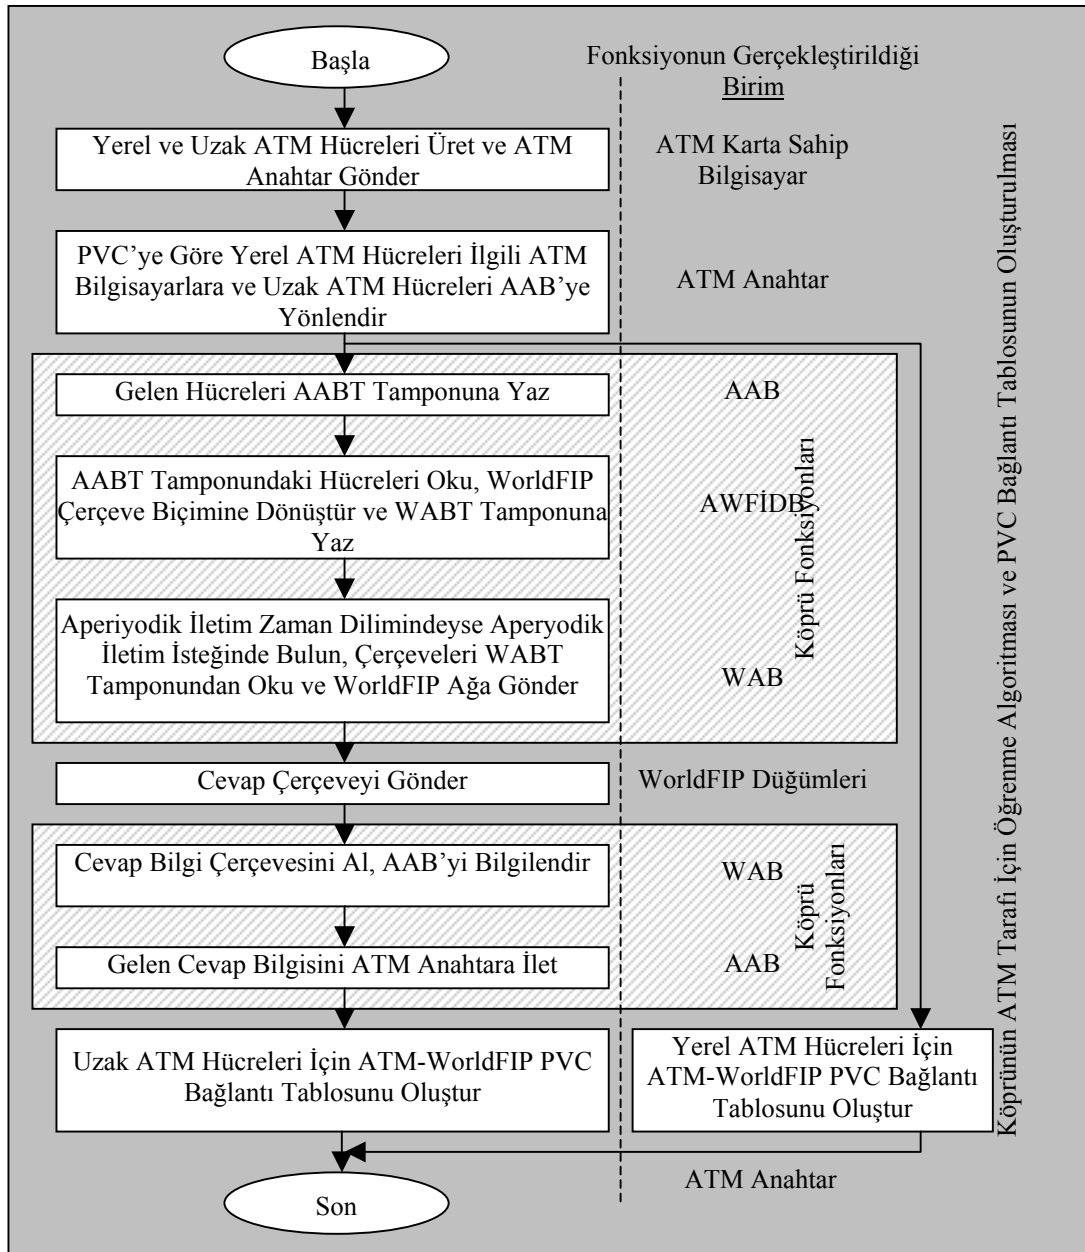 Başla
Fonksiyonun Gerçekleştirildiği
Birim
Yerel ve Uzak ATM Hücreleri Üret ve ATM
Anahtar Gönder
ATM Karta Sahip
Bilgisayar
PVC’ye Göre Yerel ATM Hücreleri İlgili ATM
Bilgisayarlara ve Uzak ATM Hücreleri AAB’ye
Yönlendir
ATM Anahtar
Gelen Hücreleri AABT Tamponuna Yaz
AAB
AABT Tamponundaki Hücreleri Oku, WorldFIP
Çerçeve Biçimine Dönüştür ve WABT Tamponuna
Yaz
AWFİDB
Köprü Fonksiyonları
Aperiyodik İletim Zaman Dilimindeyse Aperyodik
İletim İsteğinde Bulun, Çerçeveleri WABT
Tamponundan Oku ve WorldFIP Ağa Gönder
WAB
Cevap Çerçeveyi Gönder
WorldFIP Düğümleri
Cevap Bilgi Çerçevesini Al, AAB’yi Bilgilendir
WAB
Köprü
Fonksiyonları
Gelen Cevap Bilgisini ATM Anahtara İlet
AAB
Uzak ATM Hücreleri İçin ATM-WorldFIP PVC
Bağlantı Tablosunu Oluştur
Yerel ATM Hücreleri İçin
ATM-WorldFIP PVC Bağlantı
Tablosunu Oluştur
ATM Anahtar
Son
Köprünün ATM Tarafi İçin Öğrenme Algoritması ve PVC Bağlantı Tablosunun Oluşturulması